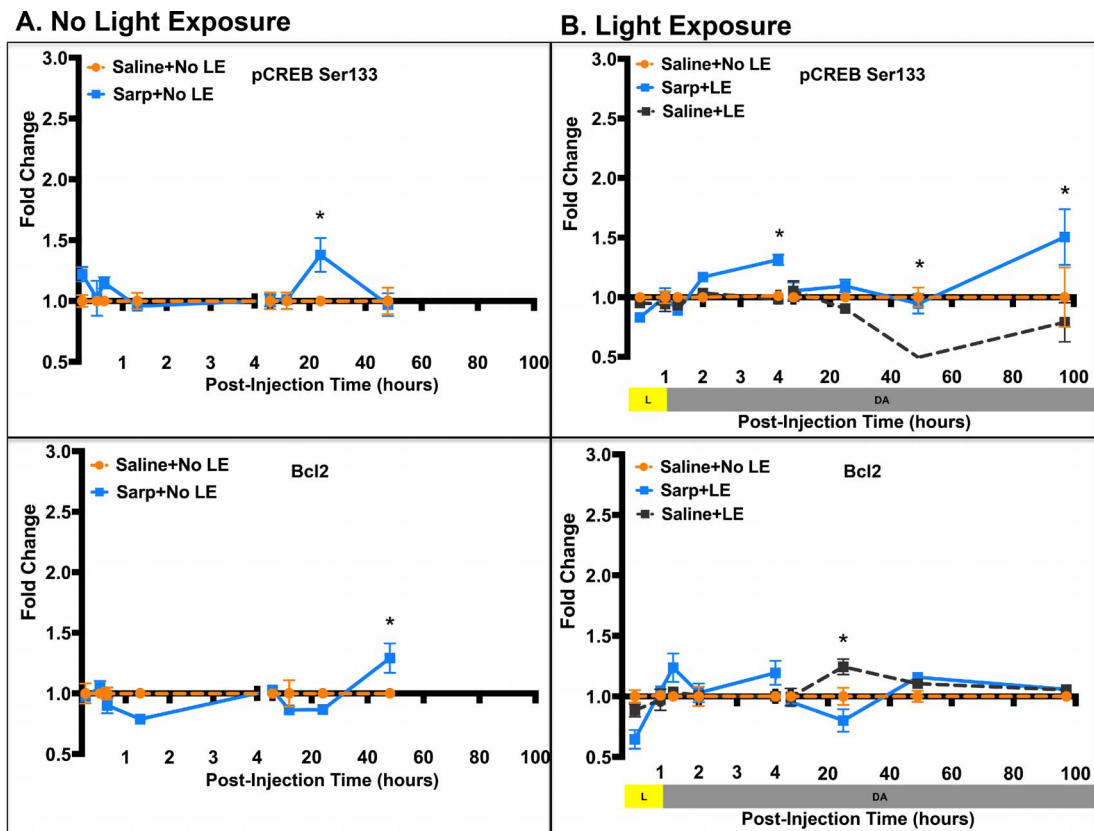 A. No Light Exposure
3.0
2.5
2.0
1.5
1.0
0.5
Fold Change
Saline+No LE
Sarp+No LE
pCREB Ser133
*
1 2 3 4 20 40 60 80 100
Post-Injection Time (hours)
B. Light Exposure
3.0
2.5
2.0
1.5
1.0
0.5
Fold Change
Saline+No LE
Sarp+LE
Saline+LE
pCREB Ser133
* * *
1 2 3 4 20 40 60 80 100
L DA
Post-Injection Time (hours)
3.0
2.5
2.0
1.5
1.0
0.5
Fold Change
Saline+No LE
Sarp+No LE
Bcl2
*
1 2 3 4 20 40 60 80 100
Post-Injection Time (hours)
3.0
2.5
2.0
1.5
1.0
0.5
Fold Change
Saline+No LE
Sarp+LE
Saline+LE
Bcl2
*
1 2 3 4 20 40 60 80 100
L DA
Post-Injection Time (hours)